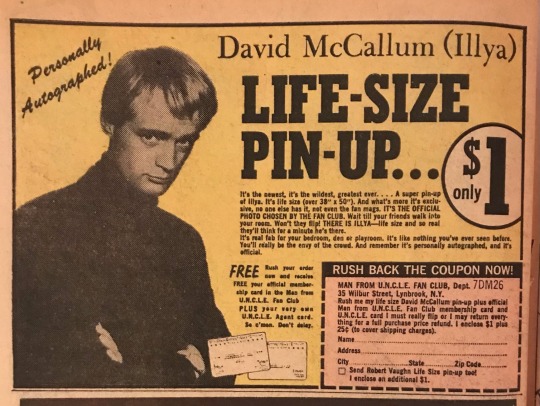 Personally
Autographed!
David McCallum (Illya)
LIFE-SIZE
PIN-UP...
$1
only
It's the newest, it's the wildest, greatest ever. . . . A super pin-up
of Illya. It's life size (over 38" x 50"). And what's more it's exclu-
sive, no one else has it, not even the fan mags. IT'S THE OFFICIAL
PHOTO CHOSEN BY THE FAN CLUB. Wait till your friends walk into
your room. Won't they flip! THERE IS ILLYA—life size and so real
they'll think for a minute he's there.
It's real fab for your bedroom, den or playroom. It's like nothing you've ever seen before.
You'll really be the envy of the crowd. And remember it's personally autographed, and it's
official.
FREE Rush your order
now and receive
FREE your official member-
ship card in the Man from
U.N.C.L.E. Fan Club
PLUS your very own
U.N.C.L.E. Agent card.
So c'mon. Don't delay.
RUSH BACK THE COUPON NOW!
MAN FROM U.N.C.L.E. FAN CLUB, Dept. 7DM26
35 Wilbur Street, Lynbrook, N.Y.
Rush me my life size David McCallum pin-up plus official
Man from U.N.C.L.E. Fan Club membership card and
U.N.C.L.E. card I must really flip or I may return every-
thing for a full purchase price refund. I enclose $1 plus
25¢ (to cover shipping charges).
Name
Address
City State Zip Code
Send Robert Vaughn Life Size pin-up too!
I enclose an additional $1.